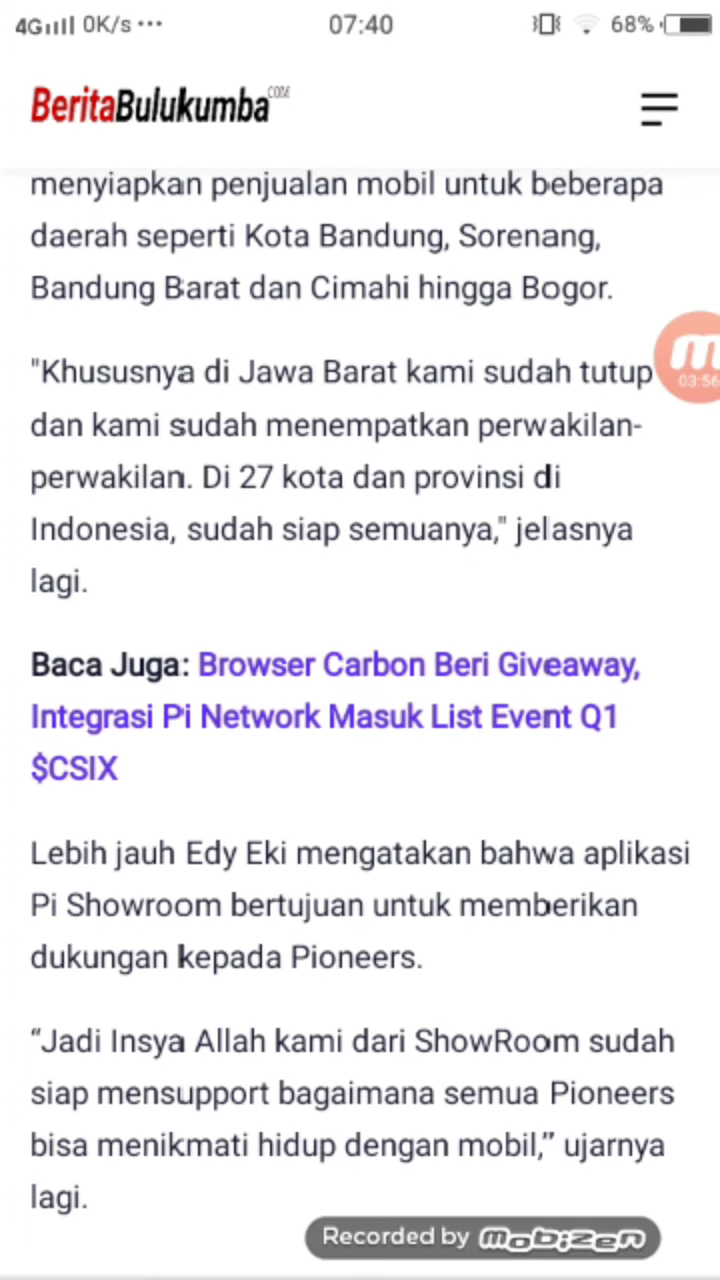 4G 0K/s ... 07:40 68%
BeritaBulukumba.COM
menyiapkan penjualan mobil untuk beberapa
daerah seperti Kota Bandung, Sorenang,
Bandung Barat dan Cimahi hingga Bogor.
"Khususnya di Jawa Barat kami sudah tutup
03:56
dan kami sudah menempatkan perwakilan-
perwakilan. Di 27 kota dan provinsi di
Indonesia, sudah siap semuanya," jelasnya
lagi.
Baca Juga: Browser Carbon Beri Giveaway,
Integrasi Pi Network Masuk List Event Q1
$CSIX
Lebih jauh Edy Eki mengatakan bahwa aplikasi
Pi Showroom bertujuan untuk memberikan
dukungan kepada Pioneers.
“Jadi Insya Allah kami dari ShowRoom sudah
siap mensupport bagaimana semua Pioneers
bisa menikmati hidup dengan mobil,” ujarnya
lagi.
Recorded by mobizen